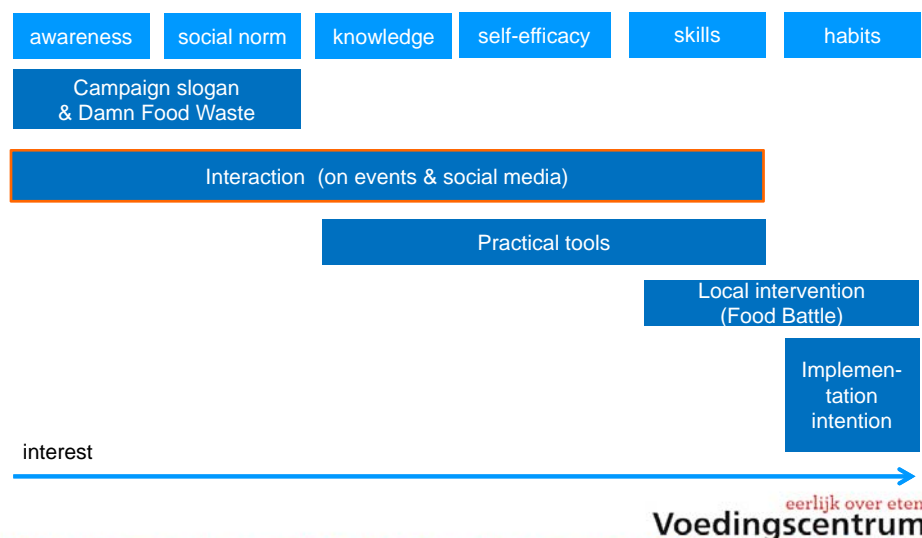 awareness
social norm
knowledge
self-efficacy
skills
habits
Campaign slogan
& Damn Food Waste
Interaction (on events & social media)
Practical tools
Local intervention
(Food Battle)
Implemen-
tation
intention
interest
eerlijk over eten
Voedingscentrum